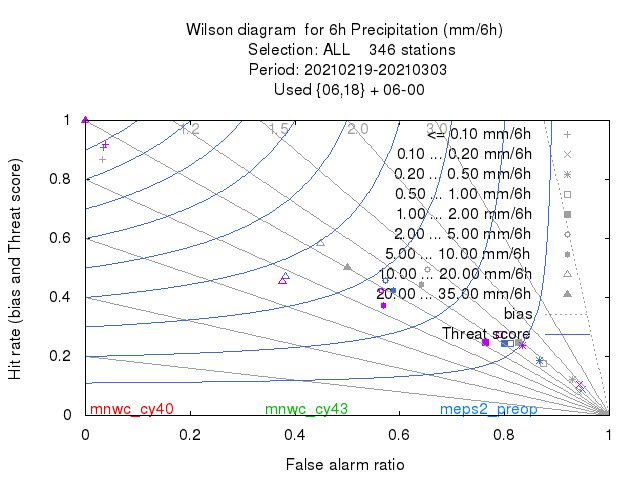 Wilson diagram  for 6h Precipitation (mm/6h)
Selection: ALL    346 stations
Period: 20210219-20210303
Used {06,18} + 06-00
Hit rate (bias and Threat score)
1
0.8
0.6
0.4
0.2
0
1.2
1.5
2.0
3.0
<= 0.10 mm/6h
0.10 ... 0.20 mm/6h
0.20 ... 0.50 mm/6h
0.50 ... 1.00 mm/6h
1.00 ... 2.00 mm/6h
2.00 ... 5.00 mm/6h
5.00 ... 10.00 mm/6h
10.00 ... 20.00 mm/6h
20.00 ... 35.00 mm/6h
bias
Threat score
mnwc_cy40
mnwc_cy43
meps2_preop
0
0.2
0.4
0.6
0.8
1
False alarm ratio